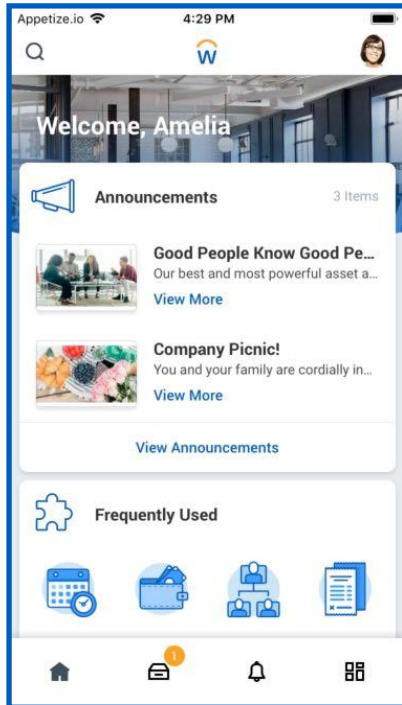 Appetize.io 4:29 PM
W
Welcome, Amelia
Announcements 3 Items
Good People Know Good Pe...
Our best and most powerful asset a...
View More
Company Picnic!
You and your family are cordially in...
View More
View Announcements
Frequently Used
1